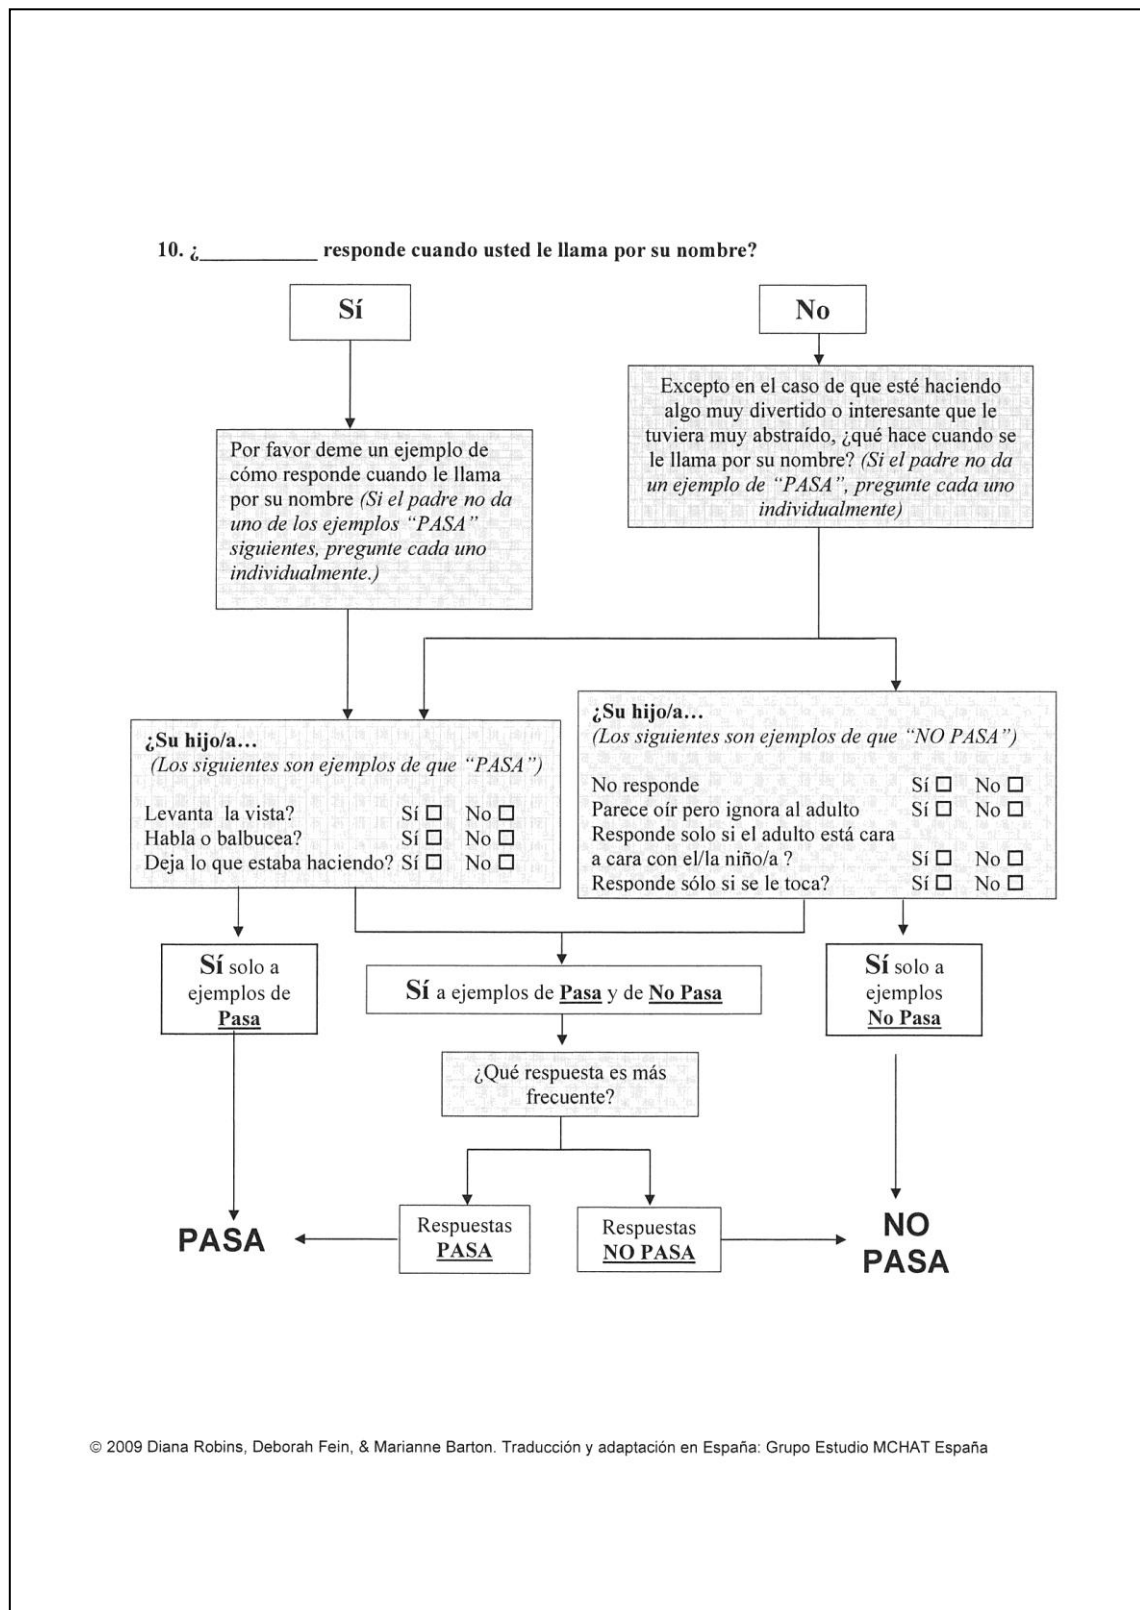 10. ¿___________ responde cuando usted le llama por su nombre?
Sí
No
Por favor deme un ejemplo de
cómo responde cuando le llama
por su nombre (Si el padre no da
uno de los ejemplos “PASA”
siguientes, pregunte cada uno
individualmente.)
Excepto en el caso de que esté haciendo
algo muy divertido o interesante que le
tuviera muy abstraído, ¿qué hace cuando se
le llama por su nombre? (Si el padre no da
un ejemplo de “PASA”, pregunte cada uno
individualmente)
¿Su hijo/a…
(Los siguientes son ejemplos de que “PASA”)
Levanta la vista? Sí ☐ No ☐
Habla o balbucea? Sí ☐ No ☐
Deja lo que estaba haciendo? Sí ☐ No ☐
¿Su hijo/a…
(Los siguientes son ejemplos de que “NO PASA”)
No responde Sí ☐ No ☐
Parece oír pero ignora al adulto Sí ☐ No ☐
Responde solo si el adulto está cara
a cara con el/la niño/a ? Sí ☐ No ☐
Responde sólo si se le toca? Sí ☐ No ☐
Sí solo a
ejemplos de
Pasa
Sí a ejemplos de Pasa y de No Pasa
Sí solo a
ejemplos
No Pasa
¿Qué respuesta es más
frecuente?
PASA
Respuestas
PASA
Respuestas
NO PASA
NO
PASA
© 2009 Diana Robins, Deborah Fein, & Marianne Barton. Traducción y adaptación en España: Grupo Estudio MCHAT España